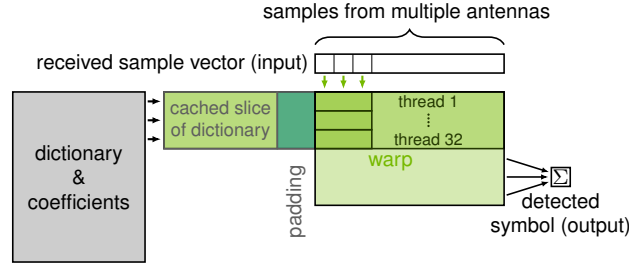 samples from multiple antennas
received sample vector (input)
cached slice
of dictionary
thread 1
thread 32
dictionary
&
coefficients
padding
warp
Σ
detected
symbol (output)